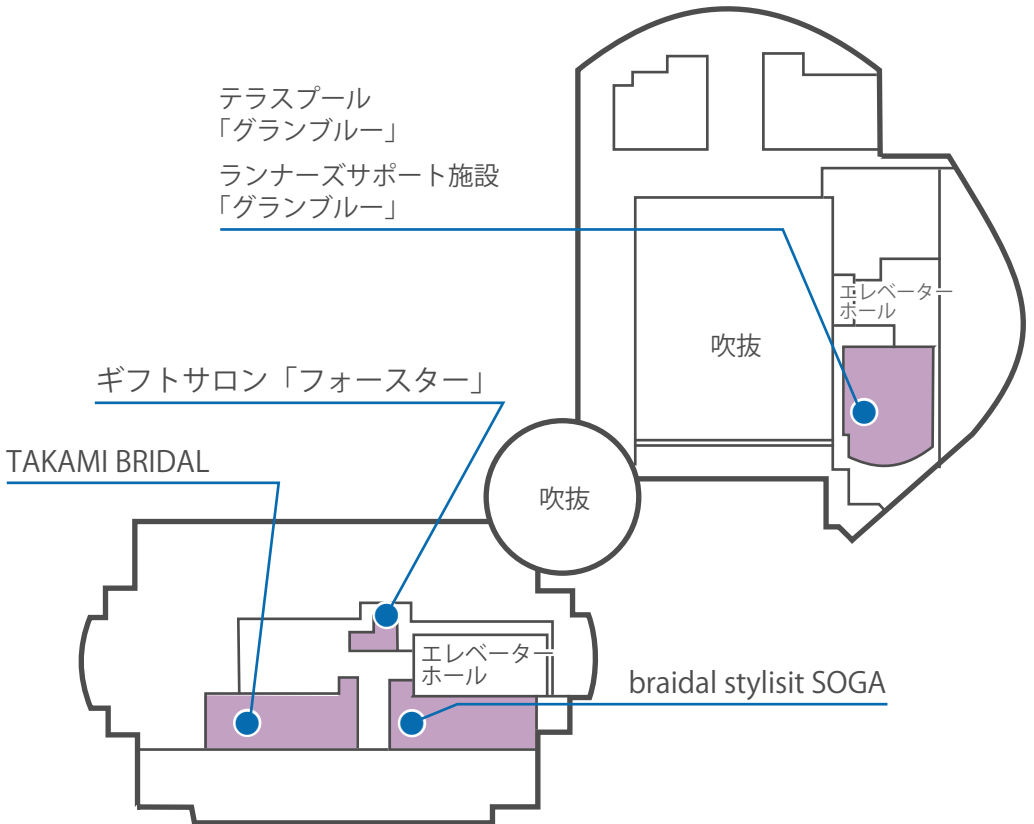 テラスプール
「グランブルー」
ランナーズサポート施設
「グランブルー」
エレベーター
ホール
吹抜
ギフトサロン「フォースター」
TAKAMI BRIDAL
吹抜
エレベーター
ホール
braidal stylisit SOGA